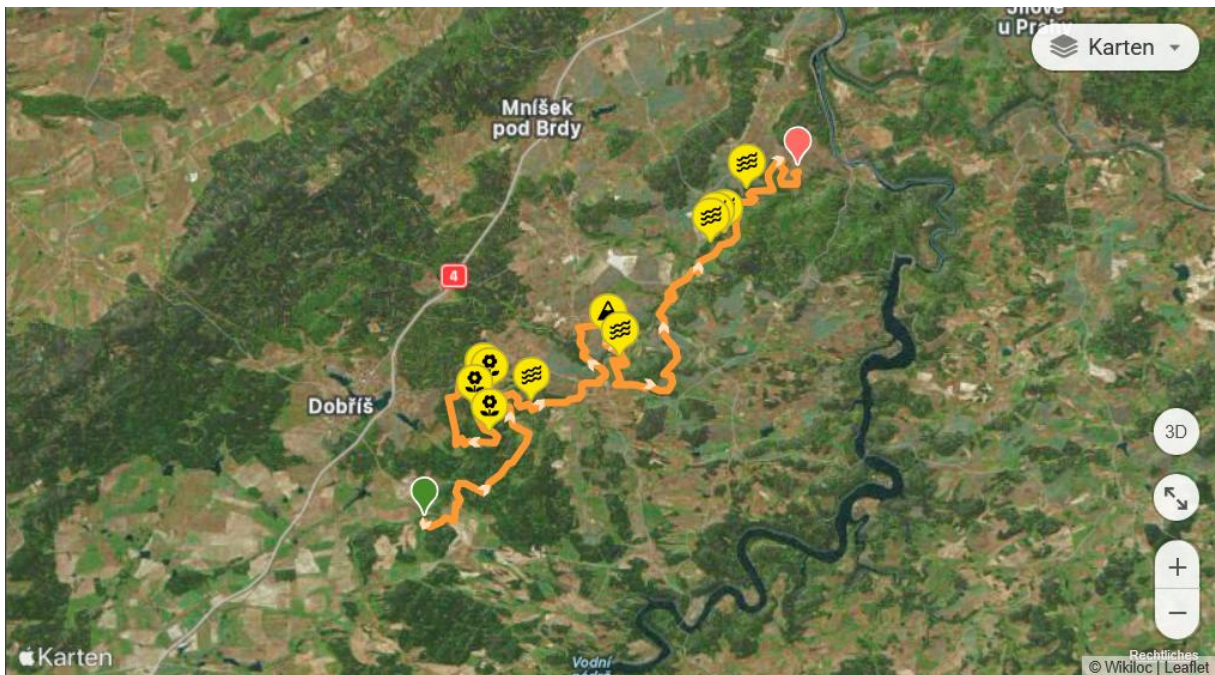 u Prahy
Karten
Mníšek
pod Brdy
4
Dobříš
3D
+
−
Vodní
Karten
Rechtliches
© Wikiloc | Leaflet